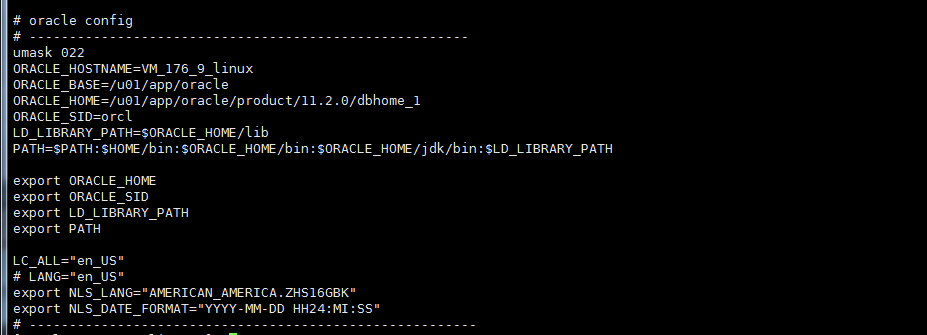 # oracle config
# -------------------------------------------------------
umask 022
ORACLE_HOSTNAME=VM_176_9_linux
ORACLE_BASE=/u01/app/oracle
ORACLE_HOME=/u01/app/oracle/product/11.2.0/dbhome_1
ORACLE_SID=orcl
LD_LIBRARY_PATH=$ORACLE_HOME/lib
PATH=$PATH:$HOME/bin:$ORACLE_HOME/bin:$ORACLE_HOME/jdk/bin:$LD_LIBRARY_PATH
export ORACLE_HOME
export ORACLE_SID
export LD_LIBRARY_PATH
export PATH
LC_ALL="en_US"
# LANG="en_US"
export NLS_LANG="AMERICAN_AMERICA.ZHS16GBK"
export NLS_DATE_FORMAT="YYYY-MM-DD HH24:MI:SS"
# --------------------------------------------------------